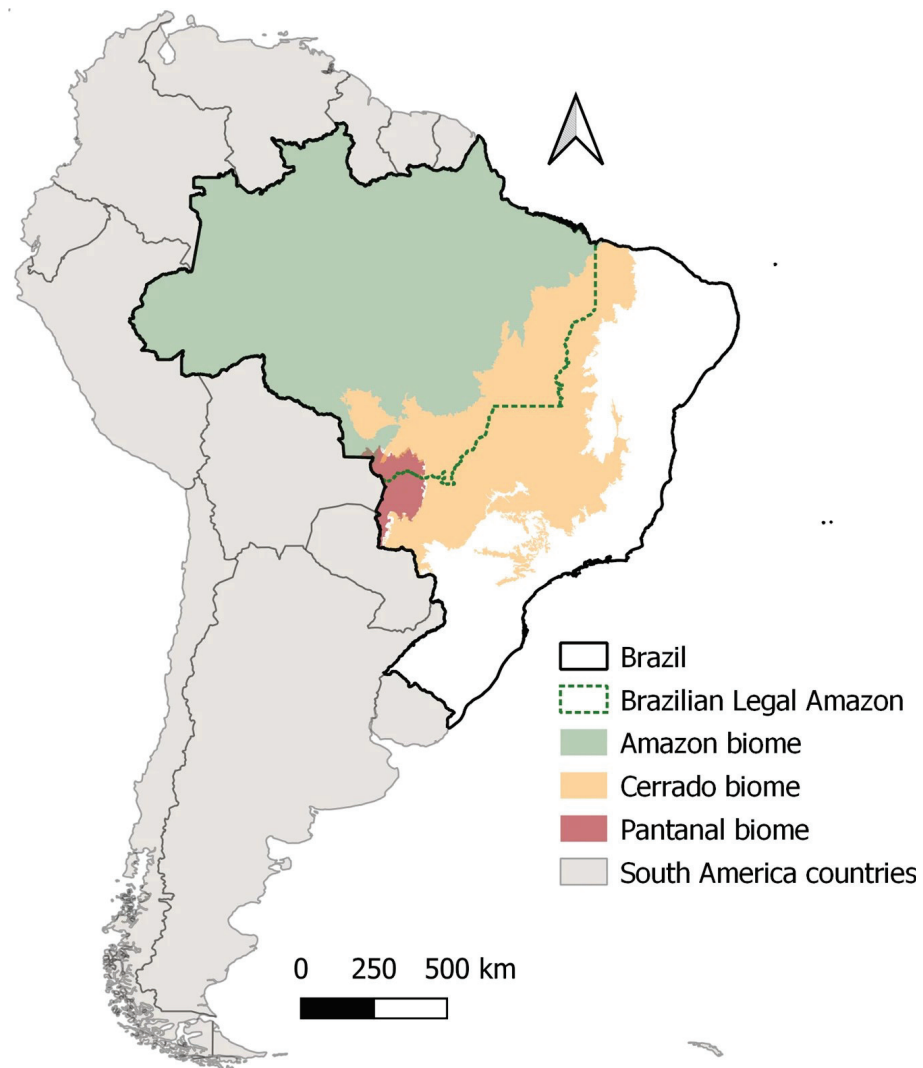 Brazil
Brazilian Legal Amazon
Amazon biome
Cerrado biome
Pantanal biome
South America countries
0 250 500 km